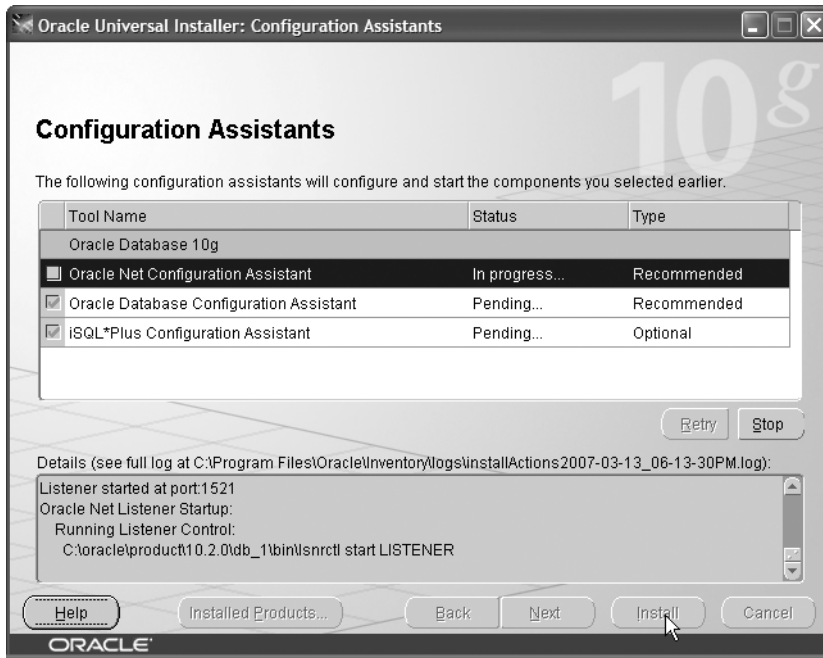 Oracle Universal Installer: Configuration Assistants
10g
Configuration Assistants
The following configuration assistants will configure and start the components you selected earlier.
Tool Name Status Type
Oracle Database 10g
Oracle Net Configuration Assistant In progress... Recommended
Oracle Database Configuration Assistant Pending... Recommended
iSQL*Plus Configuration Assistant Pending... Optional
Retry Stop
Details (see full log at C:\Program Files\Oracle\Inventory\logs\installActions2007-03-13_06-13-30PM.log):
Listener started at port:1521
Oracle Net Listener Startup:
Running Listener Control:
C:\oracle\product\10.2.0\db_1\bin\lsnrctl start LISTENER
Help Installed Products... Back Next Install Cancel
ORACLE